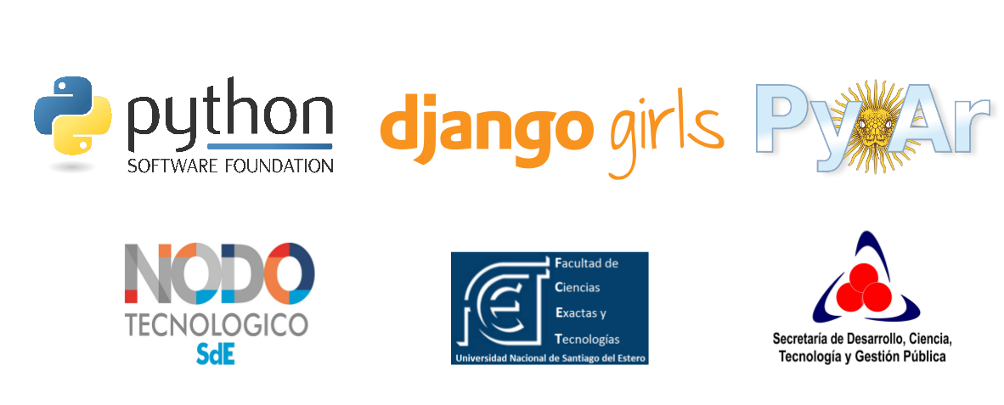 python
SOFTWARE FOUNDATION
django girls
PyAr
NODO
TECNOLOGICO
SdE
Facultad de
Ciencias
Exactas y
Tecnologías
Universidad Nacional de Santiago del Estero
Secretaría de Desarrollo, Ciencia,
Tecnología y Gestión Pública